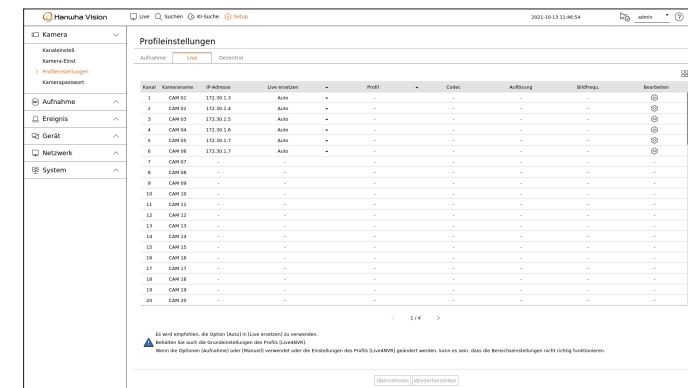 Hanwha Vision
Live Suchen KI-Suche Setup
2021-10-13 11:46:54
admin
Kamera
Kanaleinstell.
Kamera-Einst
Profileinstellungen
Kamerapasswort
Aufnahme
Ereignis
Gerät
Netzwerk
System
Profileinstellungen
Aufnahme Live Dezentral
Kanal Kameraname IP-Adresse Live ersetzen Profil Codec Auflösung Bildfrequ. Bearbeiten
1 CAM 01 172.30.1.3 Auto - - - -
2 CAM 02 172.30.1.4 Auto - - - -
3 CAM 03 172.30.1.5 Auto - - - -
4 CAM 04 172.30.1.6 Auto - - - -
5 CAM 05 172.30.1.7 Auto - - - -
6 CAM 06 172.30.1.7 Auto - - - -
7 CAM 07 - - - - - - -
8 CAM 08 - - - - - - -
9 CAM 09 - - - - - - -
10 CAM 10 - - - - - - -
11 CAM 11 - - - - - - -
12 CAM 12 - - - - - - -
13 CAM 13 - - - - - - -
14 CAM 14 - - - - - - -
15 CAM 15 - - - - - - -
16 CAM 16 - - - - - - -
17 CAM 17 - - - - - - -
18 CAM 18 - - - - - - -
19 CAM 19 - - - - - - -
20 CAM 20 - - - - - - -
< 1 / 4 >
Es wird empfohlen, die Option [Auto] in [Live ersetzen] zu verwenden.
Behalten Sie auch die Grundeinstellungen des Profils [Live4NVR].
Wenn die Optionen [Aufnahme] oder [Manuell] verwendet oder die Einstellungen des Profils [Live4NVR] geändert werden, kann es sein, dass die Bereichseinstellungen nicht richtig funktionieren.
Übernehmen Wiederherstellen